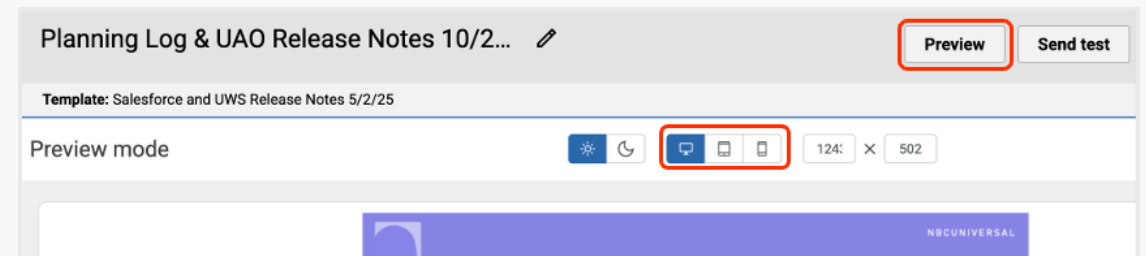 Planning Log & UAO Release Notes 10/2...
Preview
Send test
Template: Salesforce and UWS Release Notes 5/2/25
Preview mode
124
502
NBCUNIVERSAL